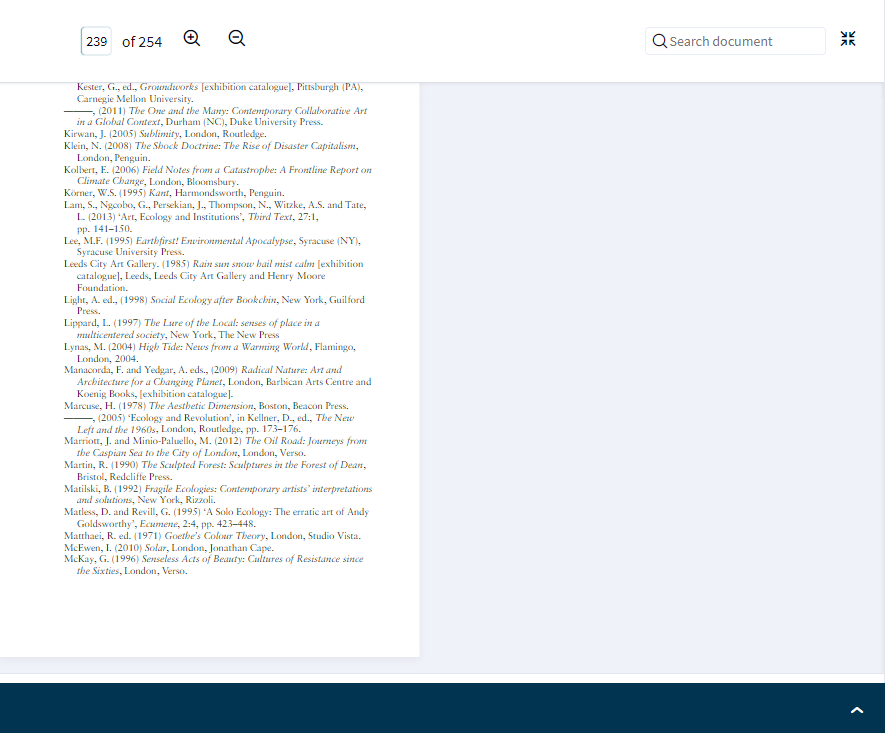 239 of 254
Search document
Kester, G., ed., Groundworks [exhibition catalogue], Pittsburgh (PA),
Carnegie Mellon University.
———, (2011) The One and the Many: Contemporary Collaborative Art
in a Global Context, Durham (NC), Duke University Press.
Kirwan, J. (2005) Sublimity, London, Routledge.
Klein, N. (2008) The Shock Doctrine: The Rise of Disaster Capitalism,
London, Penguin.
Kolbert, E. (2006) Field Notes from a Catastrophe: A Frontline Report on
Climate Change, London, Bloomsbury.
Körner, W.S. (1995) Kant, Harmondsworth, Penguin.
Lam, S., Ngcobo, G., Persekian, J., Thompson, N., Witzke, A.S. and Tate,
L. (2013) ‘Art, Ecology and Institutions’, Third Text, 27:1,
pp. 141–150.
Lee, M.F. (1995) Earthfirst! Environmental Apocalypse, Syracuse (NY),
Syracuse University Press.
Leeds City Art Gallery. (1985) Rain sun snow hail mist calm [exhibition
catalogue], Leeds, Leeds City Art Gallery and Henry Moore
Foundation.
Light, A. ed., (1998) Social Ecology after Bookchin, New York, Guilford
Press.
Lippard, L. (1997) The Lure of the Local: senses of place in a
multicentered society, New York, The New Press
Lynas, M. (2004) High Tide: News from a Warming World, Flamingo,
London, 2004.
Manacorda, F. and Yedgar, A. eds., (2009) Radical Nature: Art and
Architecture for a Changing Planet, London, Barbican Arts Centre and
Koenig Books, [exhibition catalogue].
Marcuse, H. (1978) The Aesthetic Dimension, Boston, Beacon Press.
———, (2005) ‘Ecology and Revolution’, in Kellner, D., ed., The New
Left and the 1960s, London, Routledge, pp. 173–176.
Marriott, J. and Minio-Paluello, M. (2012) The Oil Road: Journeys from
the Caspian Sea to the City of London, London, Verso.
Martin, R. (1990) The Sculpted Forest: Sculptures in the Forest of Dean,
Bristol, Redcliffe Press.
Matilski, B. (1992) Fragile Ecologies: Contemporary artists’ interpretations
and solutions, New York, Rizzoli.
Matless, D. and Revill, G. (1995) ‘A Solo Ecology: The erratic art of Andy
Goldsworthy’, Ecumene, 2:4, pp. 423–448.
Matthaei, R. ed. (1971) Goethe’s Colour Theory, London, Studio Vista.
McEwen, I. (2010) Solar, London, Jonathan Cape.
McKay, G. (1996) Senseless Acts of Beauty: Cultures of Resistance since
the Sixties, London, Verso.